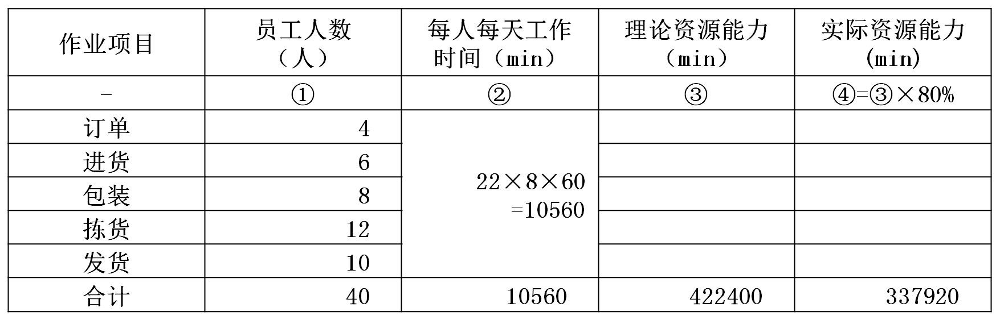 作业项目
员工人数
（人）
每人每天工作
时间（min）
理论资源能力
（min）
实际资源能力
(min)
-
①
②
③
④=③×80%
订单
4
22×8×60
=10560
进货
6
包装
8
拣货
12
发货
10
合计
40
10560
422400
337920